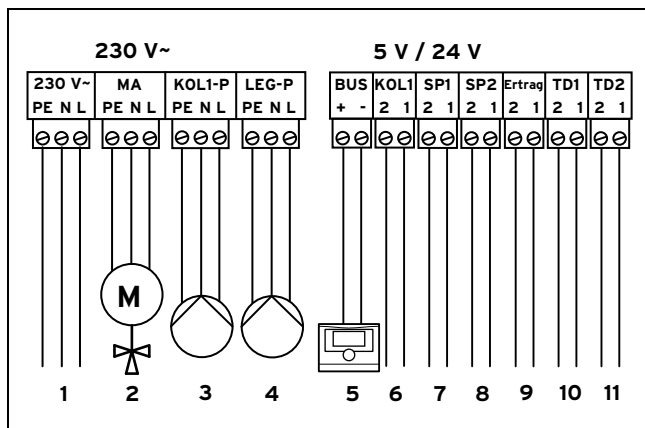 230 V~ 5 V / 24 V
230 V~ MA KOL1-P LEG-P BUS KOL1 SP1 SP2 Ertrag TD1 TD2
PE N L PE N L PE N L PE N L + - 2 1 2 1 2 1 2 1 2 1 2 1
M
1 2 3 4 5 6 7 8 9 10 11